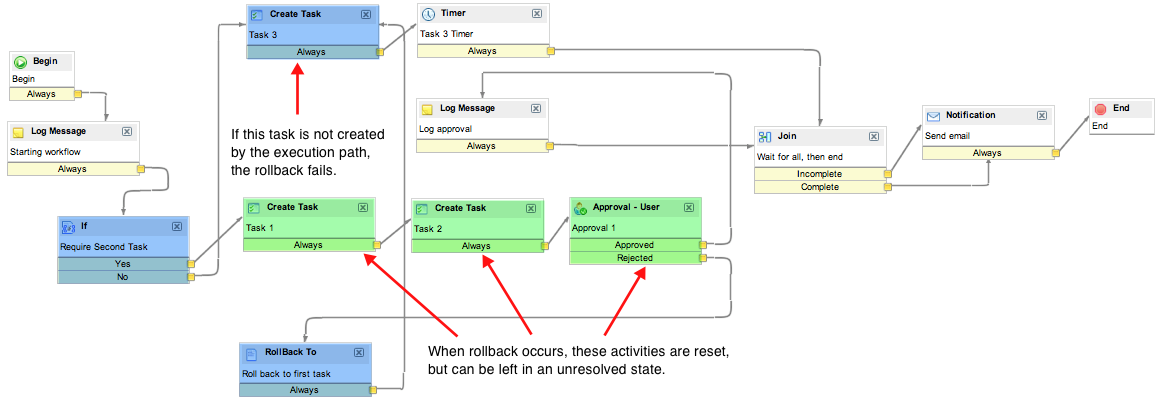 Create Task
Task 3
Always
Timer
Task 3 Timer
Always
Begin
Begin
Always
Log Message
Starting workflow
Always
If this task is not created
by the execution path,
the rollback fails.
Log Message
Log approval
Always
Join
Wait for all, then end
Incomplete
Complete
Notification
Send email
Always
End
End
If
Require Second Task
Yes
No
Create Task
Task 1
Always
Create Task
Task 2
Always
Approval - User
Approval 1
Approved
Rejected
RollBack To
Roll back to first task
Always
When rollback occurs, these activities are reset,
but can be left in an unresolved state.